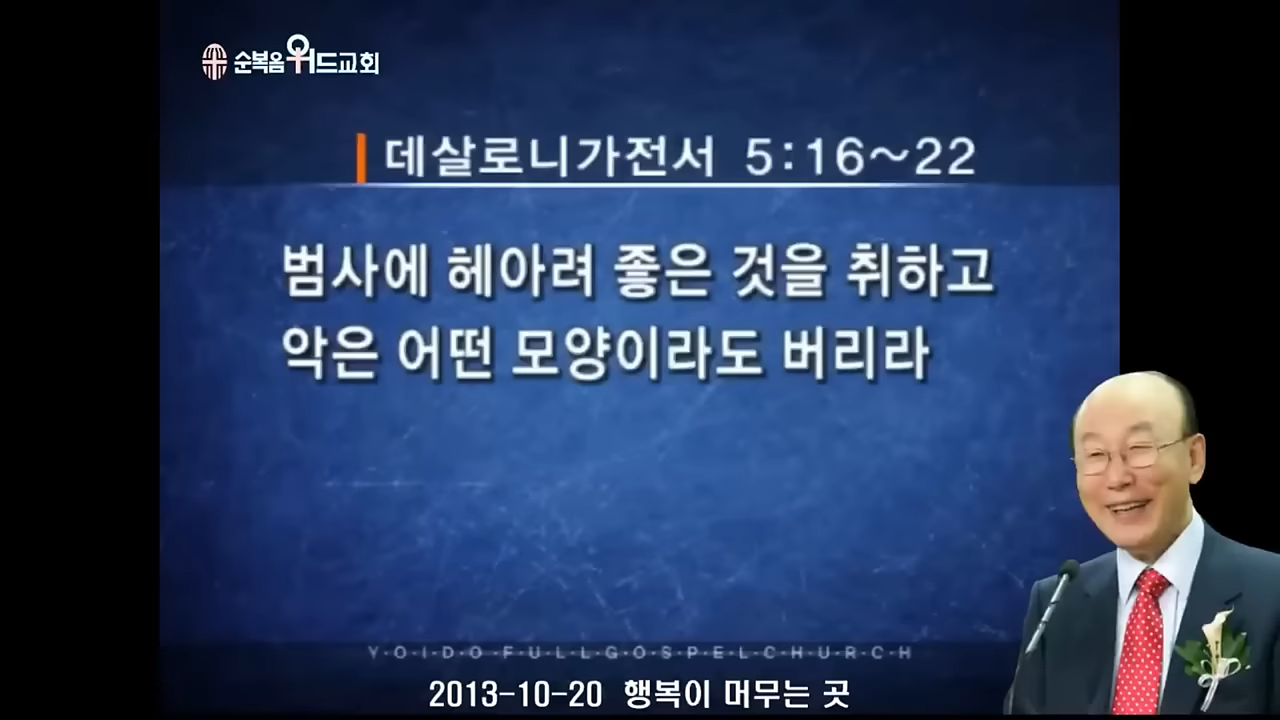 순복음워드교회
데살로니가전서 5:16~22
범사에 헤아려 좋은 것을 취하고
악은 어떤 모양이라도 버리라
Y·O·I·D·O·F·U·L·L·G·O·S·P·E·L·C·H·U·R·C·H
2013-10-20 행복이 머무는 곳